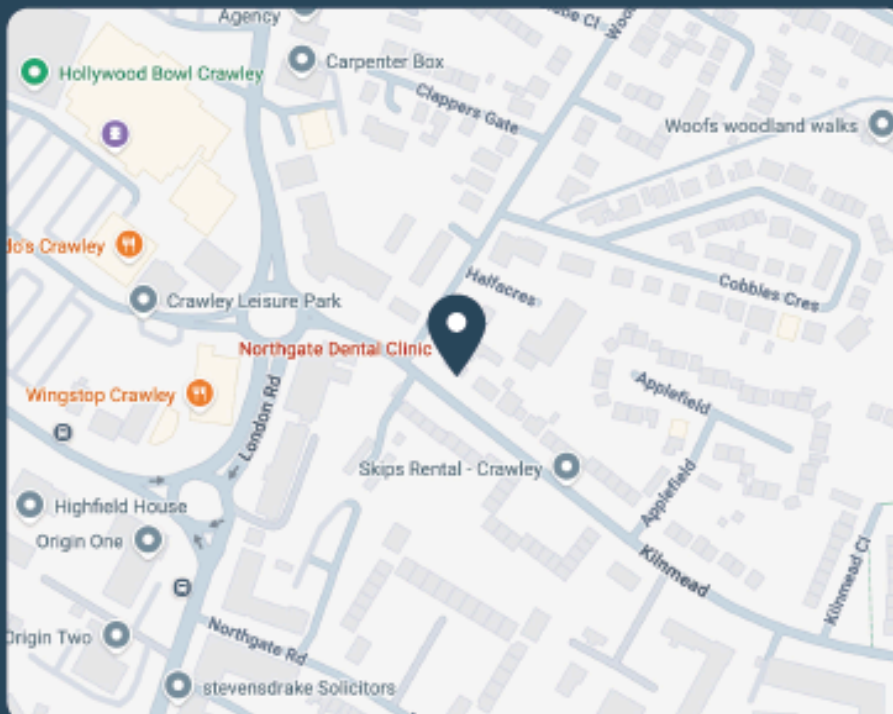 Agency
Hollywood Bowl Crawley
Carpenter Box
Clappers Gate
Woofs woodland walks
do's Crawley
Halfacres
Cobbles Cres
Crawley Leisure Park
Northgate Dental Clinic
Wingstop Crawley
London Rd
Applefield
Skips Rental - Crawley
Applefield
Highfield House
Origin One
Kilnmead
Kilnmead Cl
Origin Two
Northgate Rd
stevensdrake Solicitors